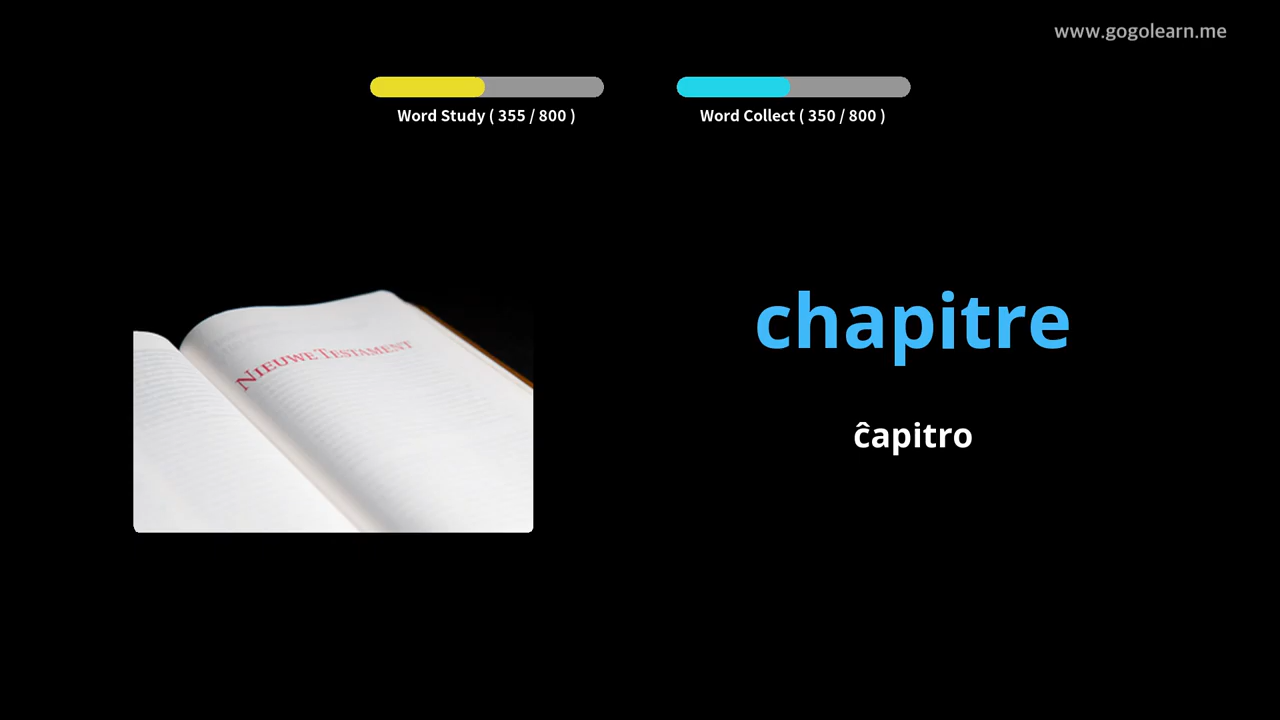 www.gogolearn.me
Word Study ( 355 / 800 )
Word Collect ( 350 / 800 )
NIEUWE TESTAMENT
chapitre
ĉapitro